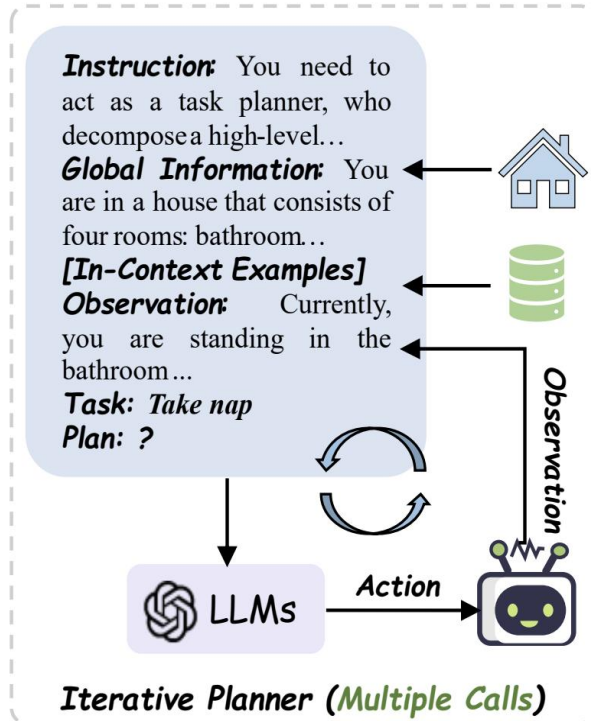 Instruction: You need to
act as a task planner, who
decompose a high-level...
Global Information: You
are in a house that consists of
four rooms: bathroom...
[In-Context Examples]
Observation: Currently,
you are standing in the
bathroom ...
Task: Take nap
Plan: ?
Observation
LLMs
Action
Iterative Planner (Multiple Calls)